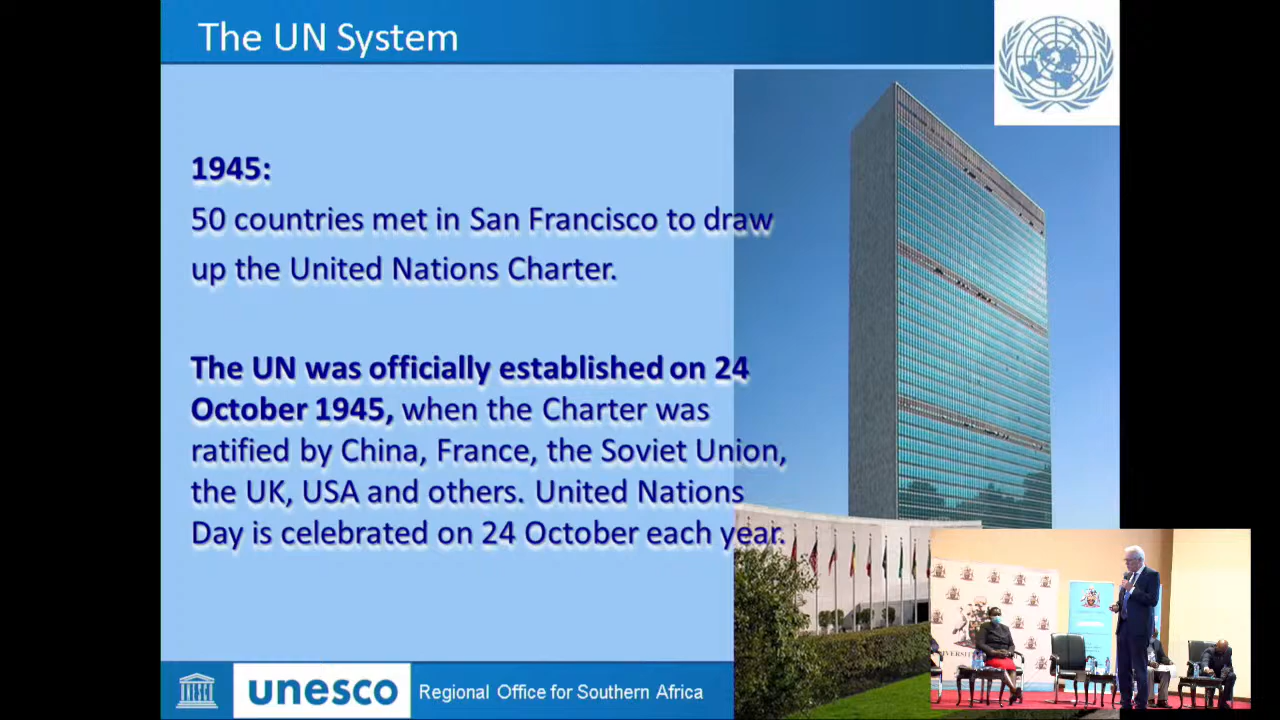 The UN System
1945:
50 countries met in San Francisco to draw
up the United Nations Charter.
The UN was officially established on 24
October 1945, when the Charter was
ratified by China, France, the Soviet Union,
the UK, USA and others. United Nations
Day is celebrated on 24 October each year.
unesco
Regional Office for Southern Africa